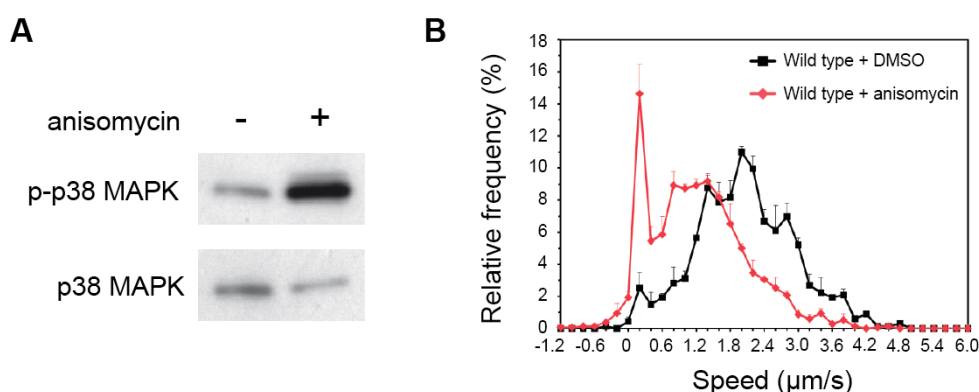 A
anisomycin - +
p-p38 MAPK
p38 MAPK
B
Relative frequency (%)
18
16
14
12
10
8
6
4
2
0
Wild type + DMSO
Wild type + anisomycin
-1.2 -0.6 0 0.6 1.2 1.8 2.4 3.0 3.6 4.2 4.8 5.4 6.0
Speed (μm/s)